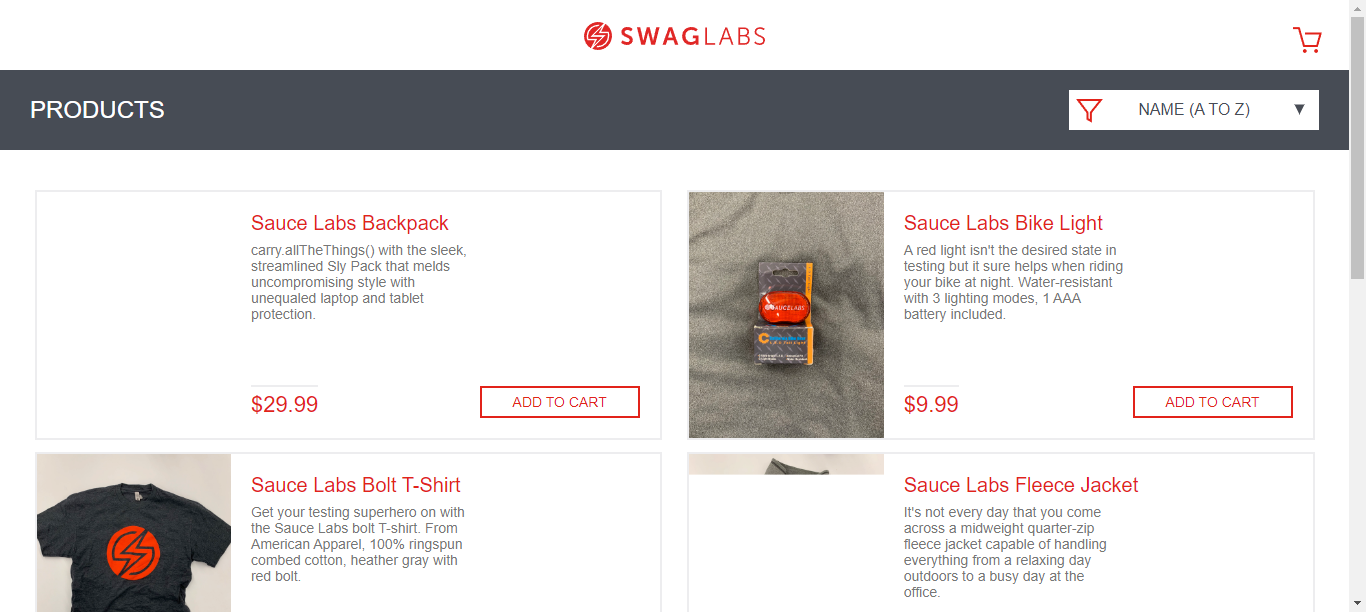 SWAGLABS
PRODUCTS
NAME (A TO Z) ▼
Sauce Labs Backpack
carry.allTheThings() with the sleek,
streamlined Sly Pack that melds
uncompromising style with
unequaled laptop and tablet
protection.
$29.99
ADD TO CART
Sauce Labs Bike Light
A red light isn't the desired state in
testing but it sure helps when riding
your bike at night. Water-resistant
with 3 lighting modes, 1 AAA
battery included.
$9.99
ADD TO CART
SAUCELABS
Sauce Labs Bolt T-Shirt
Get your testing superhero on with
the Sauce Labs bolt T-shirt. From
American Apparel, 100% ringspun
combed cotton, heather gray with
red bolt.
Sauce Labs Fleece Jacket
It's not every day that you come
across a midweight quarter-zip
fleece jacket capable of handling
everything from a relaxing day
outdoors to a busy day at the
office.